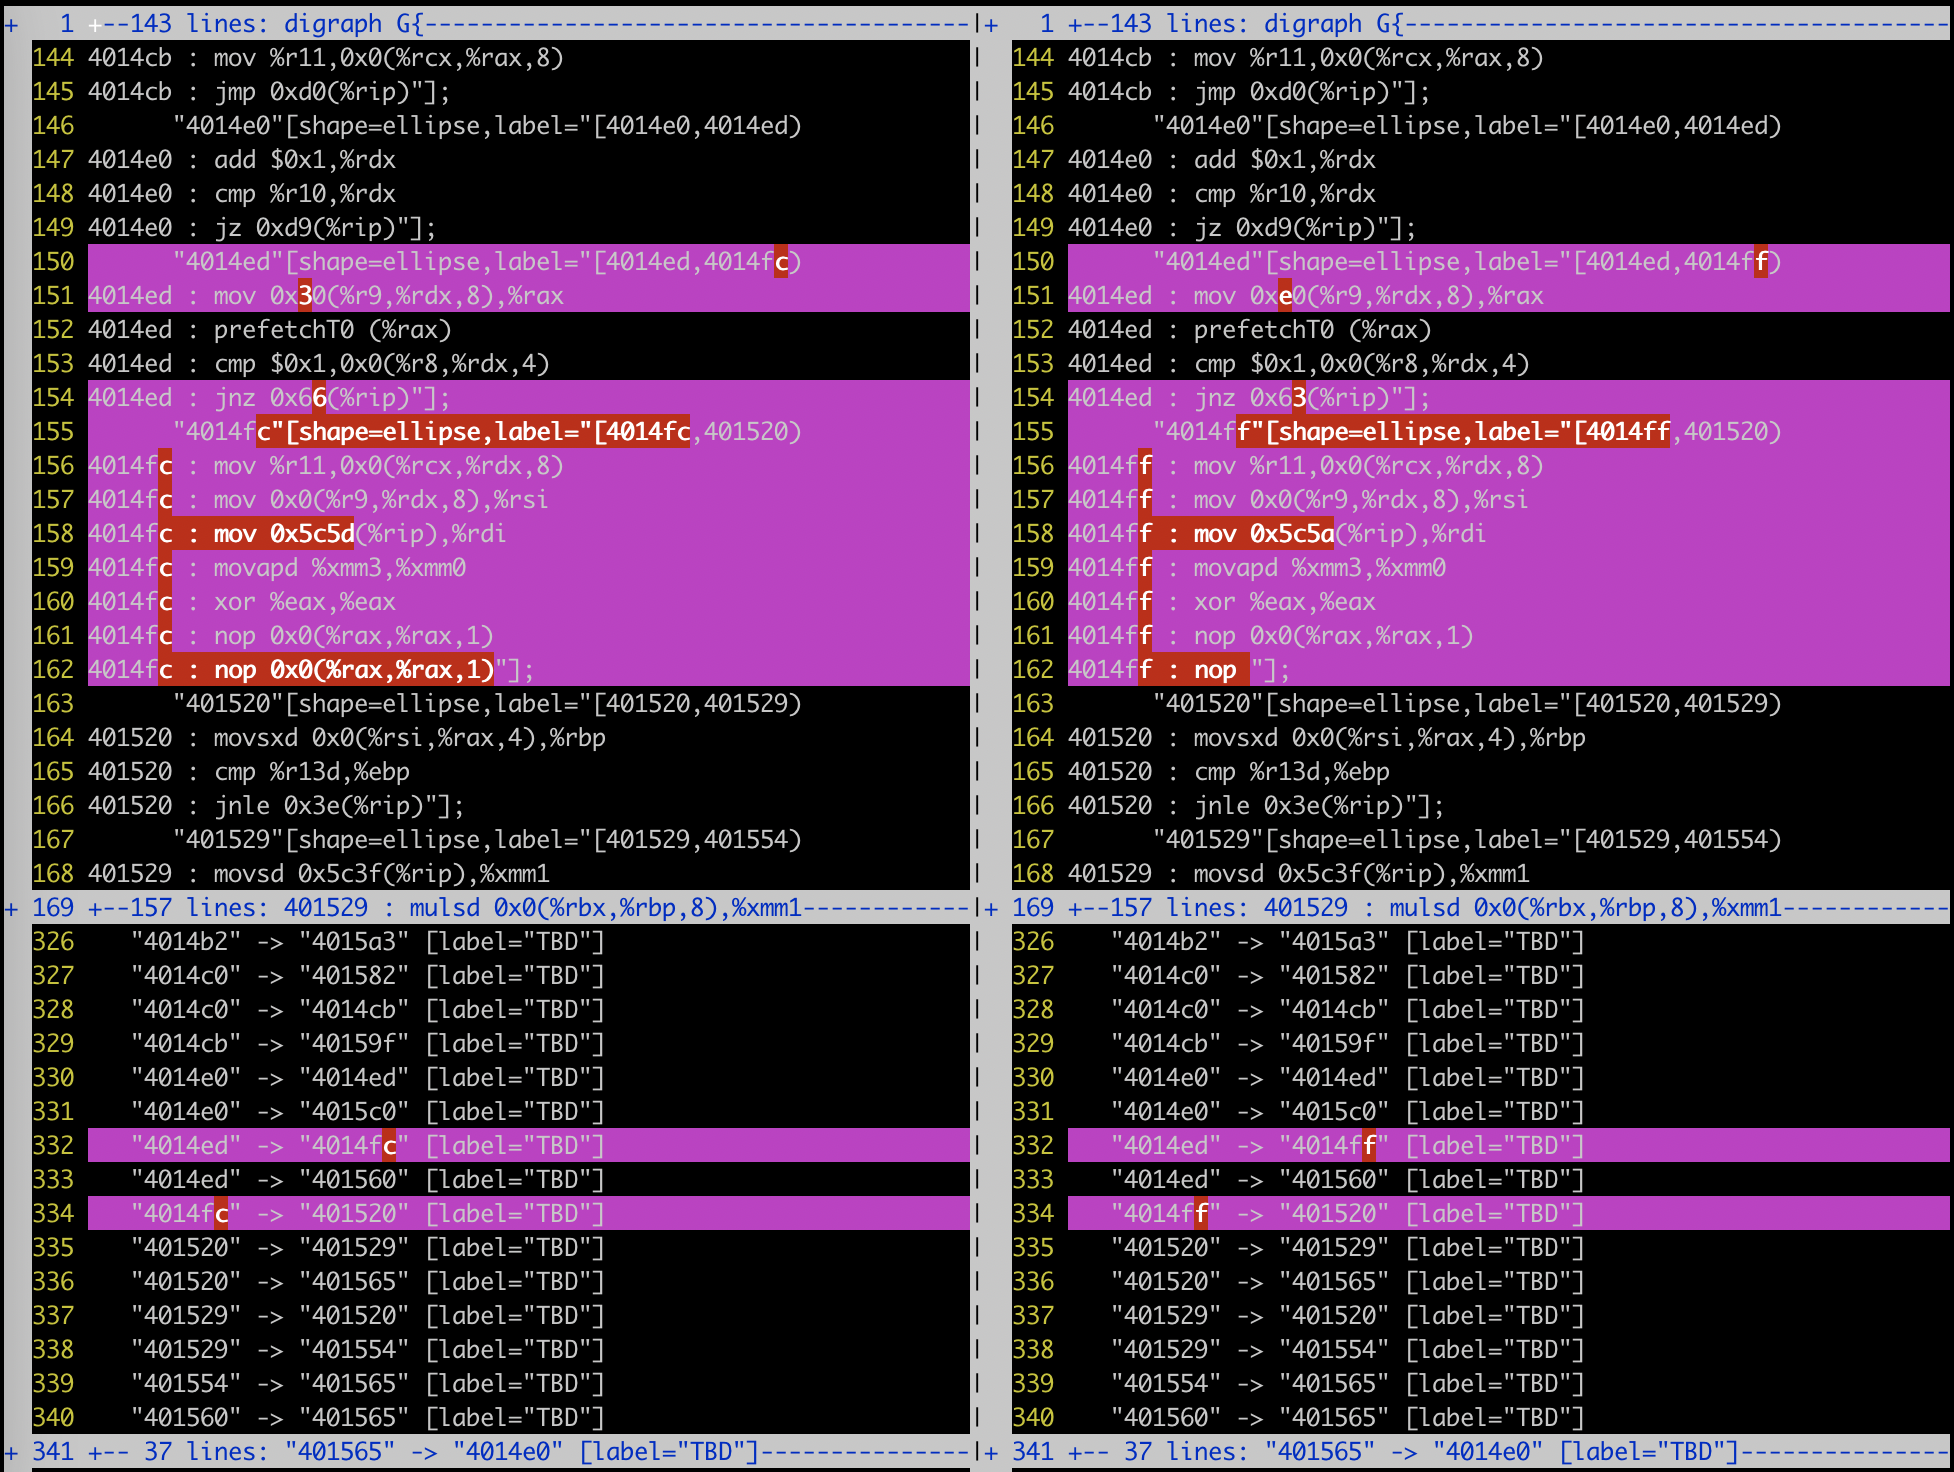 +   1 +--143 lines: digraph G{---------------------------------------
  144 4014cb : mov %r11,0x0(%rcx,%rax,8)
  145 4014cb : jmp 0xd0(%rip)"];
  146       "4014e0"[shape=ellipse,label="[4014e0,4014ed)
  147 4014e0 : add $0x1,%rdx
  148 4014e0 : cmp %r10,%rdx
  149 4014e0 : jz 0xd9(%rip)"];
  150       "4014ed"[shape=ellipse,label="[4014ed,4014fc)
  151 4014ed : mov 0x30(%r9,%rdx,8),%rax
  152 4014ed : prefetchT0 (%rax)
  153 4014ed : cmp $0x1,0x0(%r8,%rdx,4)
  154 4014ed : jnz 0x66(%rip)"];
  155       "4014fc"[shape=ellipse,label="[4014fc,401520)
  156 4014fc : mov %r11,0x0(%rcx,%rdx,8)
  157 4014fc : mov 0x0(%r9,%rdx,8),%rsi
  158 4014fc : mov 0x5c5d(%rip),%rdi
  159 4014fc : movapd %xmm3,%xmm0
  160 4014fc : xor %eax,%eax
  161 4014fc : nop 0x0(%rax,%rax,1)
  162 4014fc : nop 0x0(%rax,%rax,1)"];
  163       "401520"[shape=ellipse,label="[401520,401529)
  164 401520 : movsxd 0x0(%rsi,%rax,4),%rbp
  165 401520 : cmp %r13d,%ebp
  166 401520 : jnle 0x3e(%rip)"];
  167       "401529"[shape=ellipse,label="[401529,401554)
  168 401529 : movsd 0x5c3f(%rip),%xmm1
+ 169 +--157 lines: 401529 : mulsd 0x0(%rbx,%rbp,8),%xmm1------------
  326    "4014b2" -> "4015a3" [label="TBD"]
  327    "4014c0" -> "401582" [label="TBD"]
  328    "4014c0" -> "4014cb" [label="TBD"]
  329    "4014cb" -> "40159f" [label="TBD"]
  330    "4014e0" -> "4014ed" [label="TBD"]
  331    "4014e0" -> "4015c0" [label="TBD"]
  332    "4014ed" -> "4014fc" [label="TBD"]
  333    "4014ed" -> "401560" [label="TBD"]
  334    "4014fc" -> "401520" [label="TBD"]
  335    "401520" -> "401529" [label="TBD"]
  336    "401520" -> "401565" [label="TBD"]
  337    "401529" -> "401520" [label="TBD"]
  338    "401529" -> "401554" [label="TBD"]
  339    "401554" -> "401565" [label="TBD"]
  340    "401560" -> "401565" [label="TBD"]
+ 341 +-- 37 lines: "401565" -> "4014e0" [label="TBD"]---------------
+   1 +--143 lines: digraph G{---------------------------------------
  144 4014cb : mov %r11,0x0(%rcx,%rax,8)
  145 4014cb : jmp 0xd0(%rip)"];
  146       "4014e0"[shape=ellipse,label="[4014e0,4014ed)
  147 4014e0 : add $0x1,%rdx
  148 4014e0 : cmp %r10,%rdx
  149 4014e0 : jz 0xd9(%rip)"];
  150       "4014ed"[shape=ellipse,label="[4014ed,4014ff)
  151 4014ed : mov 0xe0(%r9,%rdx,8),%rax
  152 4014ed : prefetchT0 (%rax)
  153 4014ed : cmp $0x1,0x0(%r8,%rdx,4)
  154 4014ed : jnz 0x63(%rip)"];
  155       "4014ff"[shape=ellipse,label="[4014ff,401520)
  156 4014ff : mov %r11,0x0(%rcx,%rdx,8)
  157 4014ff : mov 0x0(%r9,%rdx,8),%rsi
  158 4014ff : mov 0x5c5a(%rip),%rdi
  159 4014ff : movapd %xmm3,%xmm0
  160 4014ff : xor %eax,%eax
  161 4014ff : nop 0x0(%rax,%rax,1)
  162 4014ff : nop "];
  163       "401520"[shape=ellipse,label="[401520,401529)
  164 401520 : movsxd 0x0(%rsi,%rax,4),%rbp
  165 401520 : cmp %r13d,%ebp
  166 401520 : jnle 0x3e(%rip)"];
  167       "401529"[shape=ellipse,label="[401529,401554)
  168 401529 : movsd 0x5c3f(%rip),%xmm1
+ 169 +--157 lines: 401529 : mulsd 0x0(%rbx,%rbp,8),%xmm1------------
  326    "4014b2" -> "4015a3" [label="TBD"]
  327    "4014c0" -> "401582" [label="TBD"]
  328    "4014c0" -> "4014cb" [label="TBD"]
  329    "4014cb" -> "40159f" [label="TBD"]
  330    "4014e0" -> "4014ed" [label="TBD"]
  331    "4014e0" -> "4015c0" [label="TBD"]
  332    "4014ed" -> "4014ff" [label="TBD"]
  333    "4014ed" -> "401560" [label="TBD"]
  334    "4014ff" -> "401520" [label="TBD"]
  335    "401520" -> "401529" [label="TBD"]
  336    "401520" -> "401565" [label="TBD"]
  337    "401529" -> "401520" [label="TBD"]
  338    "401529" -> "401554" [label="TBD"]
  339    "401554" -> "401565" [label="TBD"]
  340    "401560" -> "401565" [label="TBD"]
+ 341 +-- 37 lines: "401565" -> "4014e0" [label="TBD"]---------------